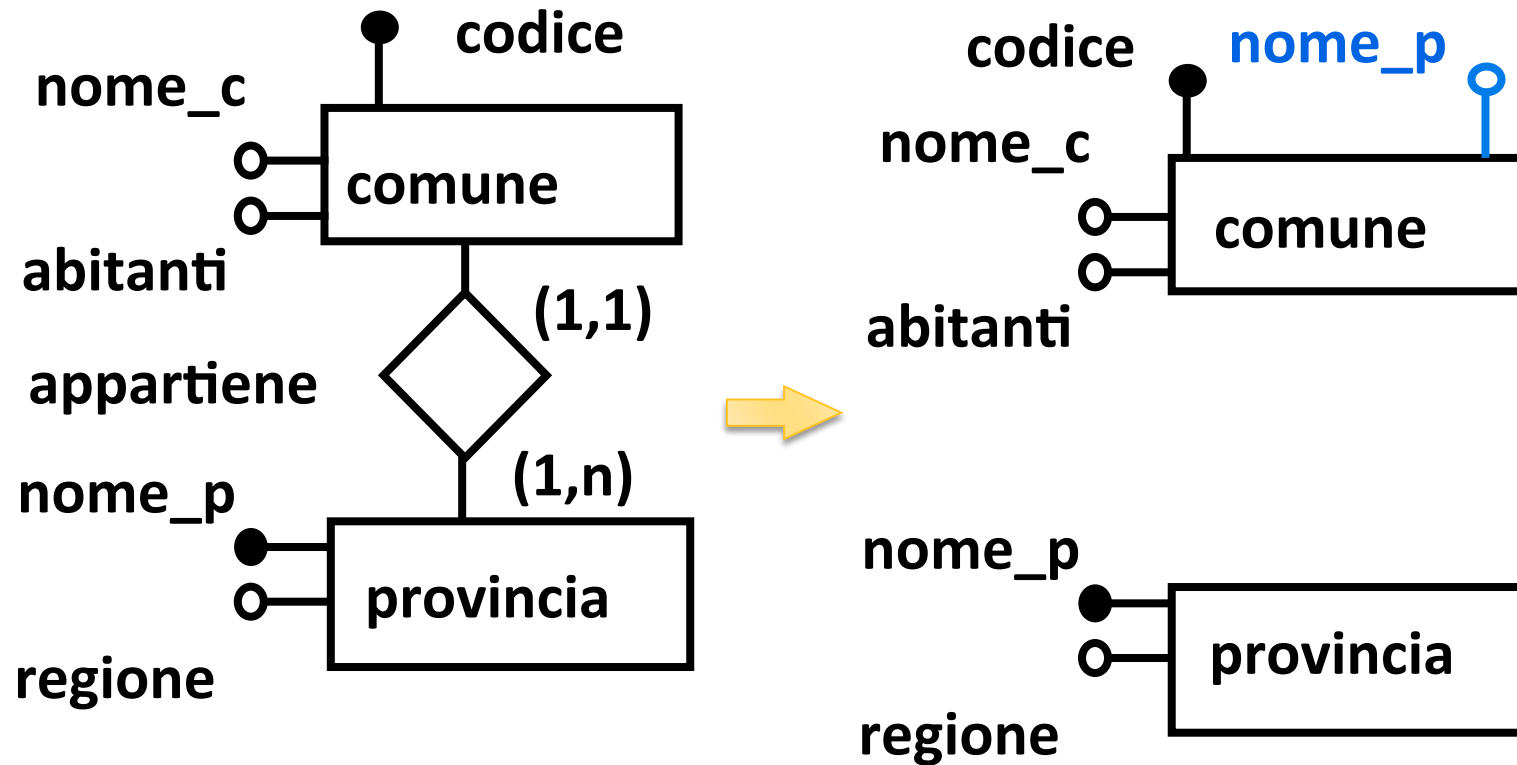 codice
nome_c
comune
abitanti
(1,1)
appartiene
(1,n)
nome_p
provincia
regione
codice
nome_p
nome_c
comune
abitanti
nome_p
provincia
regione